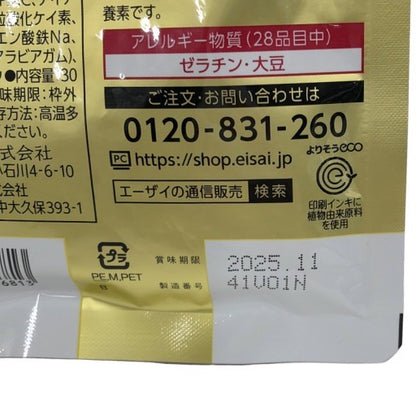 養素です。
粒酸化ケイ素、
エン酸鉄Na、
アラビアガム)、
●内容量 30
味期限:枠外
存方法:高温多
式会社
石川4-6-10
式会社
中大久保393-1
アレルギー物質 (28品目中)
ゼラチン・大豆
ご注文・お問い合わせは
0120-831-260
PC https://shop.eisai.jp
エーザイの通信販売 検索
よりそうeco
印刷インキに
植物由来原料
を使用
プラ
PE,M,PET
B
賞味期限 2025.11
製造番号 41V01N